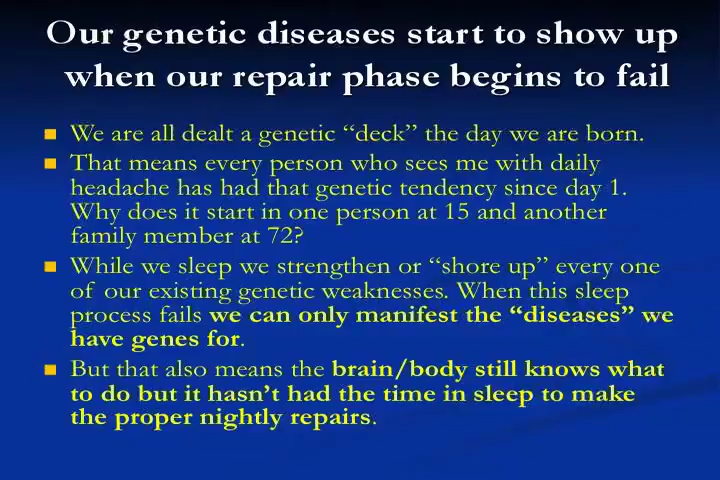 Our genetic diseases start to show up
when our repair phase begins to fail
We are all dealt a genetic “deck” the day we are born.
That means every person who sees me with daily
headache has had that genetic tendency since day 1.
Why does it start in one person at 15 and another
family member at 72?
While we sleep we strengthen or “shore up” every one
of our existing genetic weaknesses. When this sleep
process fails we can only manifest the “diseases” we
have genes for.
But that also means the brain/body still knows what
to do but it hasn’t had the time in sleep to make
the proper nightly repairs.